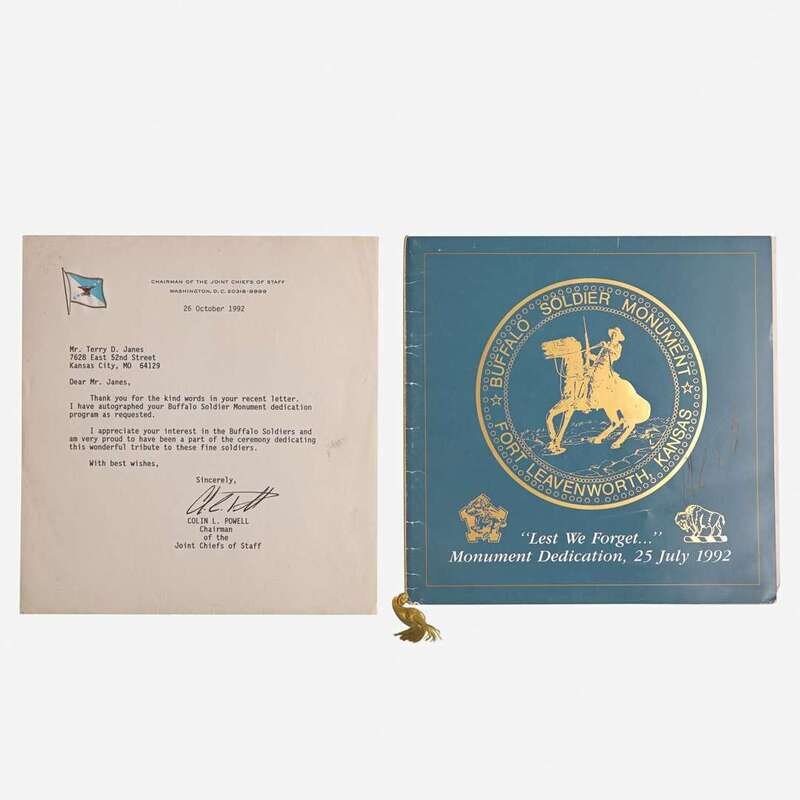 CHAIRMAN OF THE JOINT CHIEFS OF STAFF
WASHINGTON, D.C. 20318-9999
26 October 1992
Mr. Terry D. Janes
7628 East 52nd Street
Kansas City, MO 64129
Dear Mr. Janes,
Thank you for the kind words in your recent letter.
I have autographed your Buffalo Soldier Monument dedication
program as requested.
I appreciate your interest in the Buffalo Soldiers and
am very proud to have been a part of the ceremony dedicating
this wonderful tribute to these fine soldiers.
With best wishes,
Sincerely,
COLIN L. POWELL
Chairman
of the
Joint Chiefs of Staff
BUFFALO SOLDIER MONUMENT
FORT LEAVENWORTH, KANSAS
"Lest We Forget..."
Monument Dedication, 25 July 1992